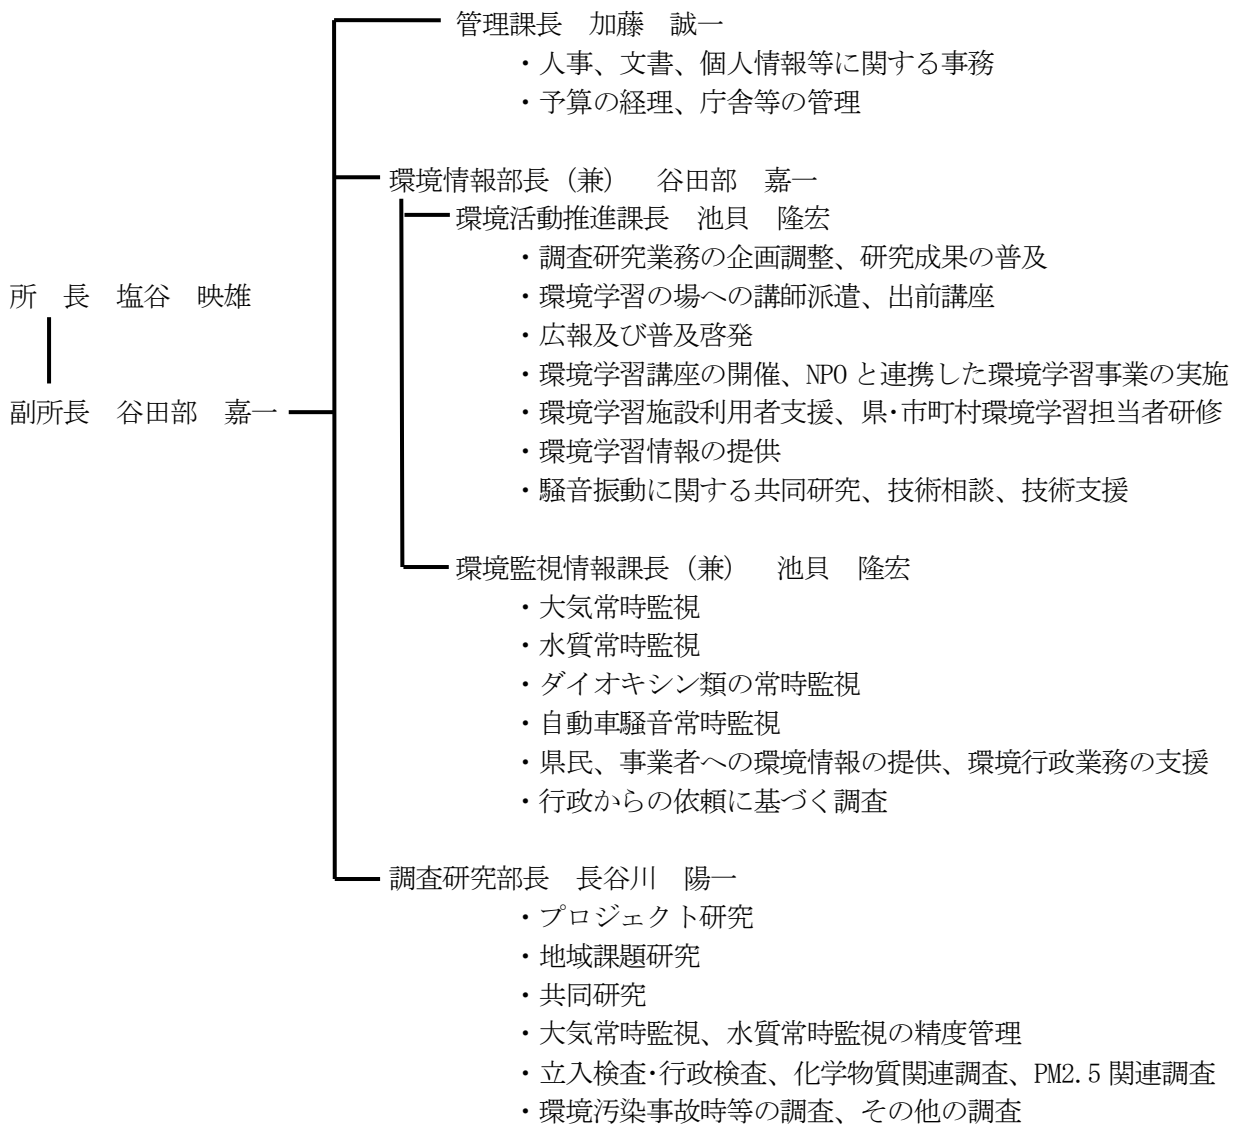 管理課長　加藤　誠一
・人事、文書、個人情報等に関する事務
・予算の経理、庁舎等の管理
環境情報部長（兼）　谷田部　嘉一
環境活動推進課長　池貝　隆宏
・調査研究業務の企画調整、研究成果の普及
所　長　塩谷　映雄
・環境学習の場への講師派遣、出前講座
・広報及び普及啓発
・環境学習講座の開催、NPOと連携した環境学習事業の実施
副所長　谷田部　嘉一
・環境学習施設利用者支援、県･市町村環境学習担当者研修
・環境学習情報の提供
・騒音振動に関する共同研究、技術相談、技術支援
環境監視情報課長（兼）　池貝　隆宏
・大気常時監視
・水質常時監視
・ダイオキシン類の常時監視
・自動車騒音常時監視
・県民、事業者への環境情報の提供、環境行政業務の支援
・行政からの依頼に基づく調査
調査研究部長　長谷川　陽一
・プロジェクト研究
・地域課題研究
・共同研究
・大気常時監視、水質常時監視の精度管理
・立入検査･行政検査、化学物質関連調査、PM2.5関連調査
・環境汚染事故時等の調査、その他の調査